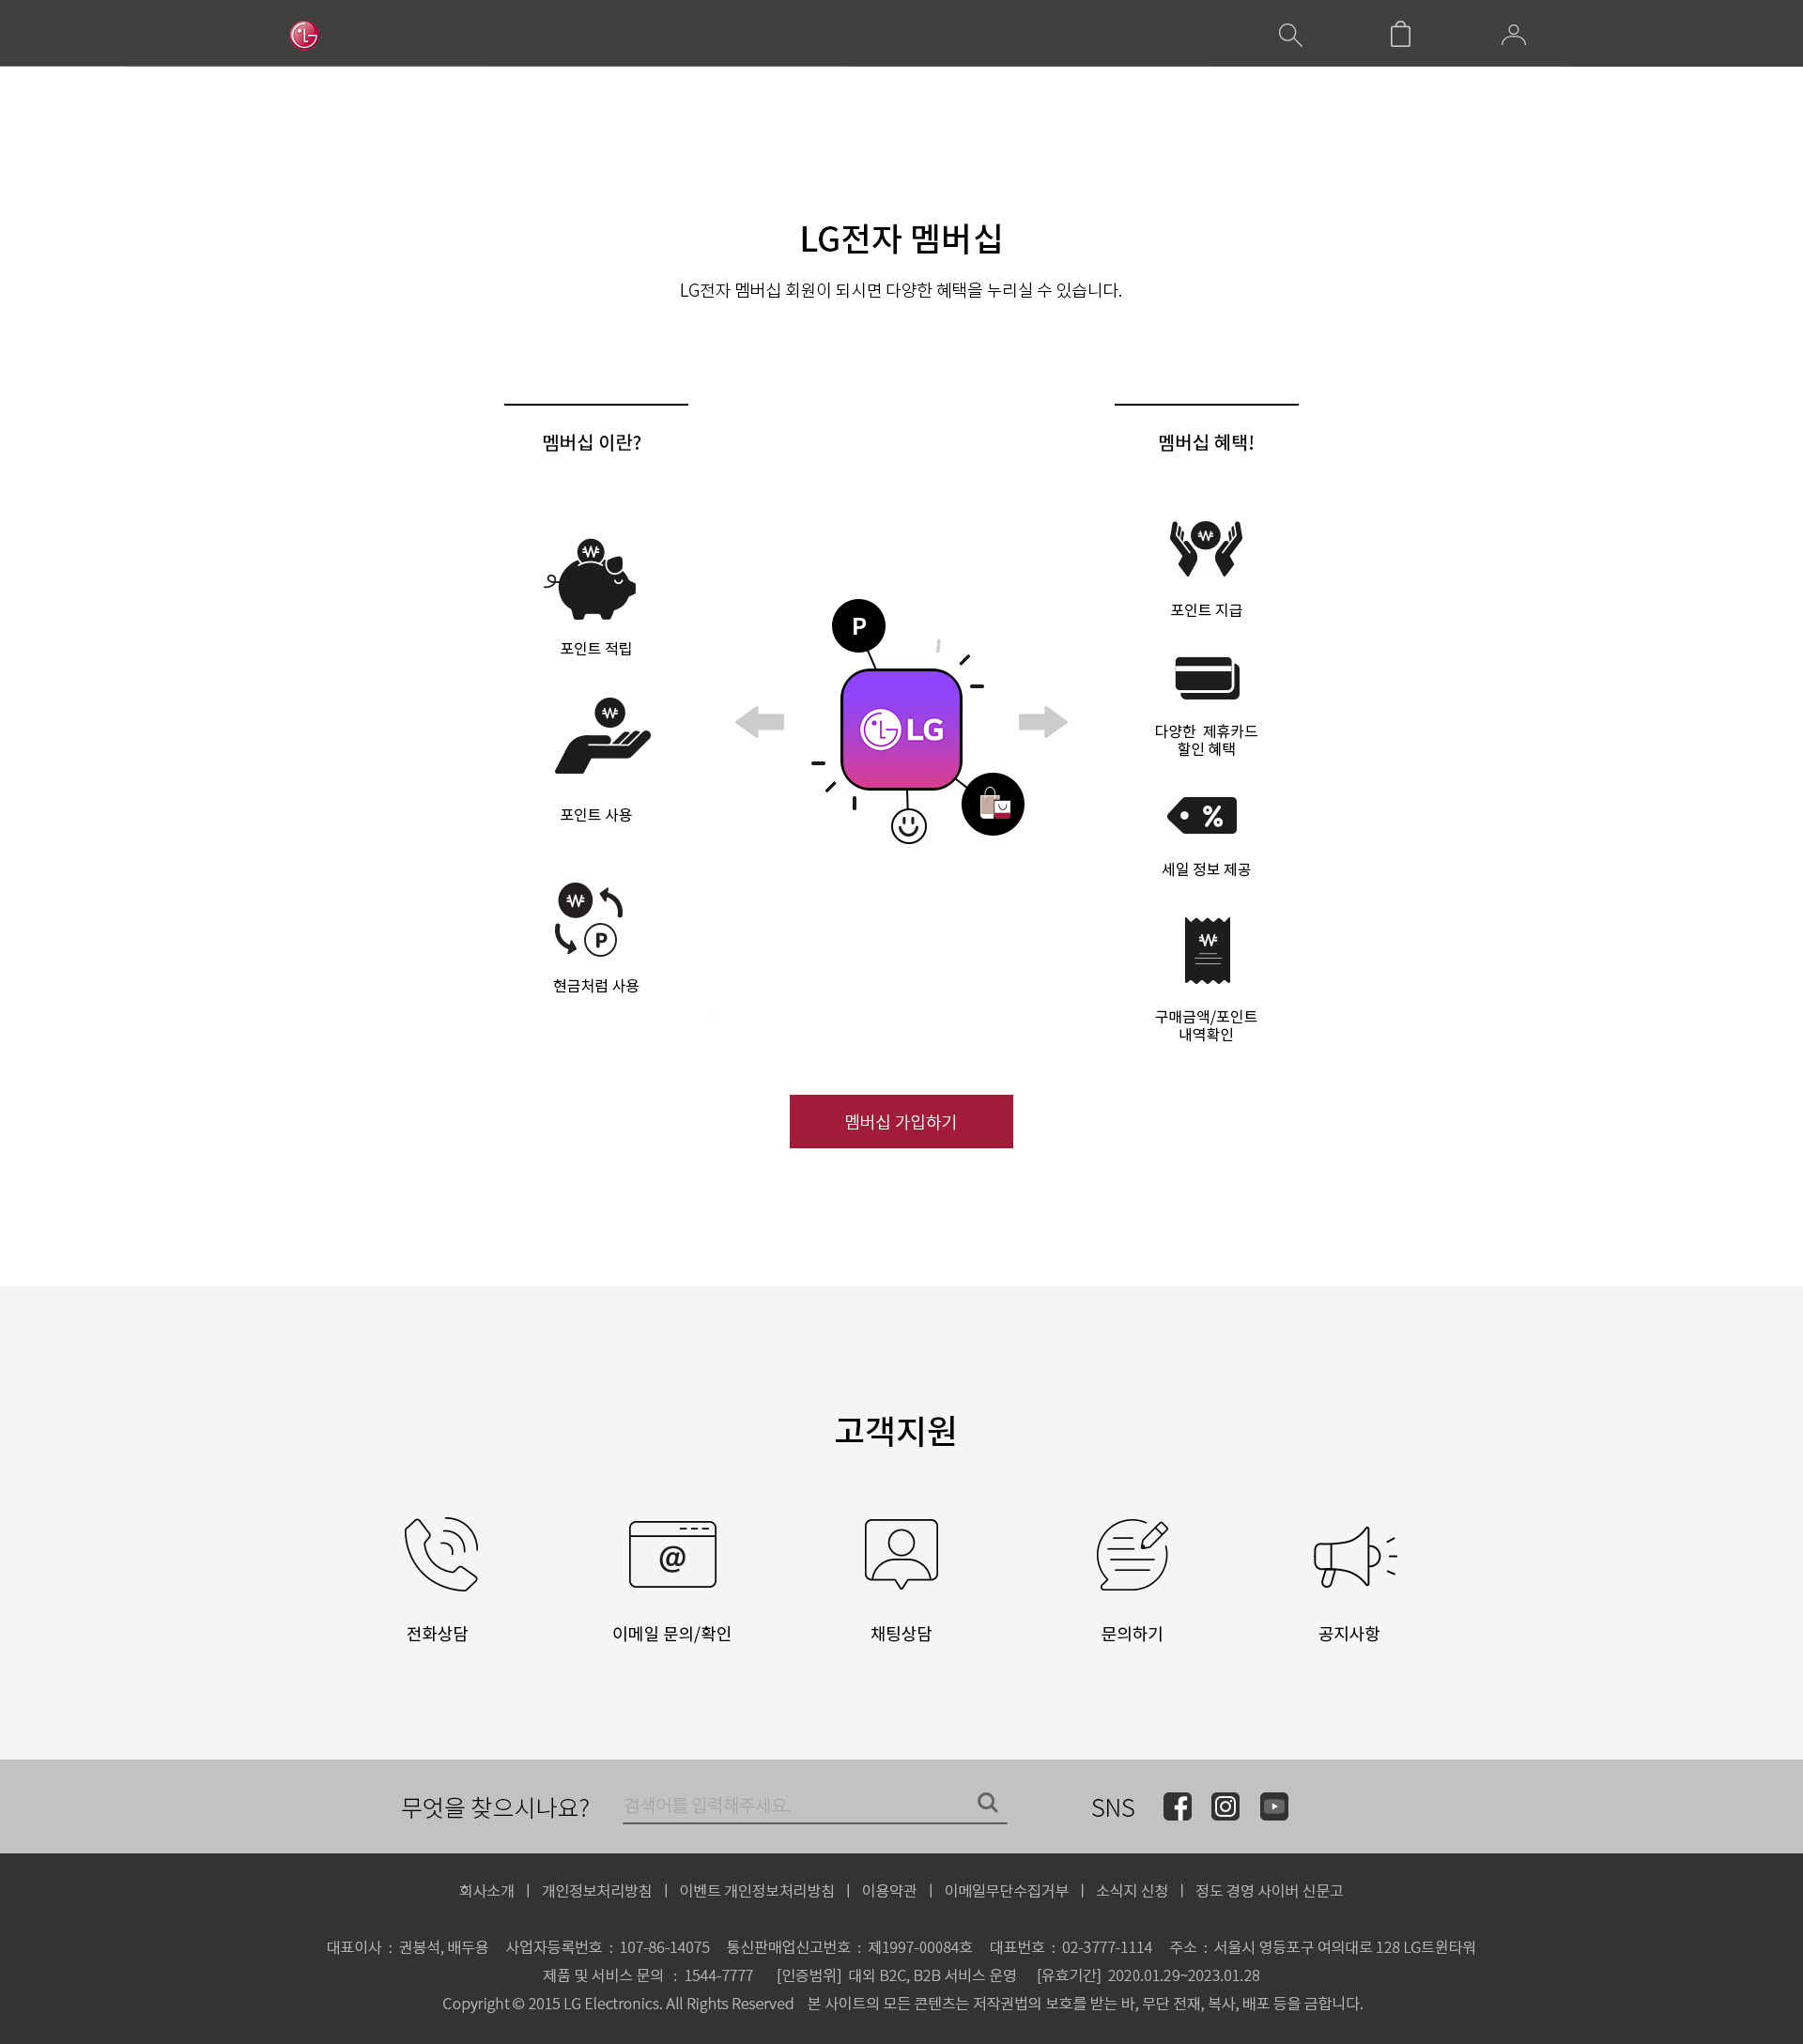 LG전자 멤버십
LG전자 멤버십 회원이 되시면 다양한 혜택을 누리실 수 있습니다.
멤버십 이란?
₩
포인트 적립
₩
포인트 사용
₩
P
현금처럼 사용
P
LG
멤버십 혜택!
₩
포인트 지급
다양한 제휴카드
할인 혜택
%
세일 정보 제공
₩
구매금액/포인트
내역확인
멤버십 가입하기
고객지원
@
전화상담
이메일 문의/확인
채팅상담
문의하기
공지사항
무엇을 찾으시나요? 검색어를 입력해주세요. SNS
회사소개 | 개인정보처리방침 | 이벤트 개인정보처리방침 | 이용약관 | 이메일무단수집거부 | 소식지 신청 | 정도 경영 사이버 신문고
대표이사 : 권봉석, 배두용 사업자등록번호 : 107-86-14075 통신판매업신고번호 : 제1997-00084호 대표번호 : 02-3777-1114 주소 : 서울시 영등포구 여의대로 128 LG트윈타워
제품 및 서비스 문의 : 1544-7777 [인증범위] 대외 B2C, B2B 서비스 운영 [유효기간] 2020.01.29~2023.01.28
Copyright © 2015 LG Electronics. All Rights Reserved 본 사이트의 모든 콘텐츠는 저작권법의 보호를 받는 바, 무단 전재, 복사, 배포 등을 금합니다.